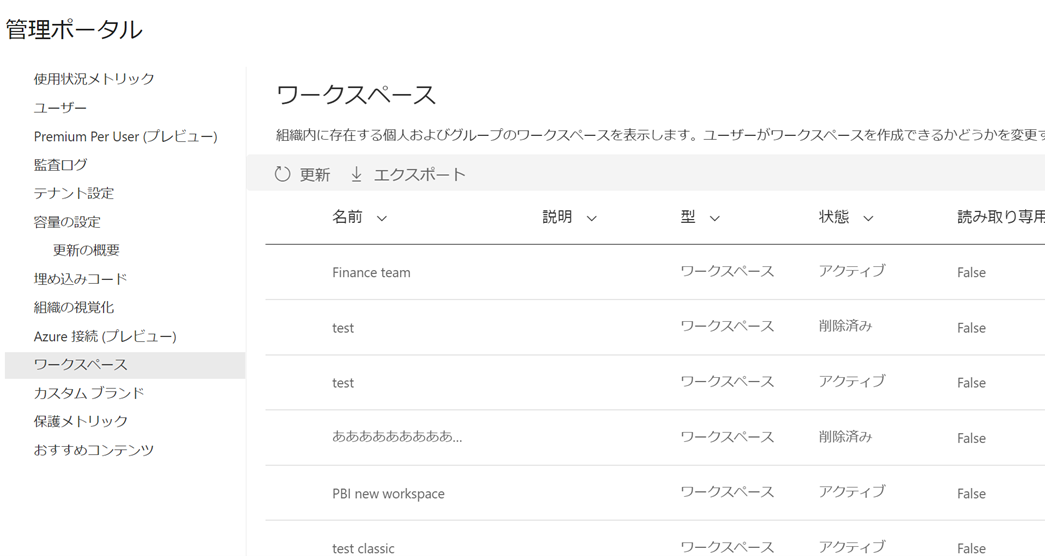 管理ポータル
使用状況メトリック
ユーザー
Premium Per User (プレビュー)
監査ログ
テナント設定
容量の設定
更新の概要
埋め込みコード
組織の視覚化
Azure 接続 (プレビュー)
ワークスペース
カスタム ブランド
保護メトリック
おすすめコンテンツ
ワークスペース
組織内に存在する個人およびグループのワークスペースを表示します。ユーザーがワークスペースを作成できるかどうかを変更す
更新 エクスポート
名前 説明 型 状態 読み取り専用
Finance team ワークスペース アクティブ False
test ワークスペース 削除済み False
test ワークスペース アクティブ False
あああああああああ... ワークスペース 削除済み False
PBI new workspace ワークスペース アクティブ False
test classic ワークスペース アクティブ False